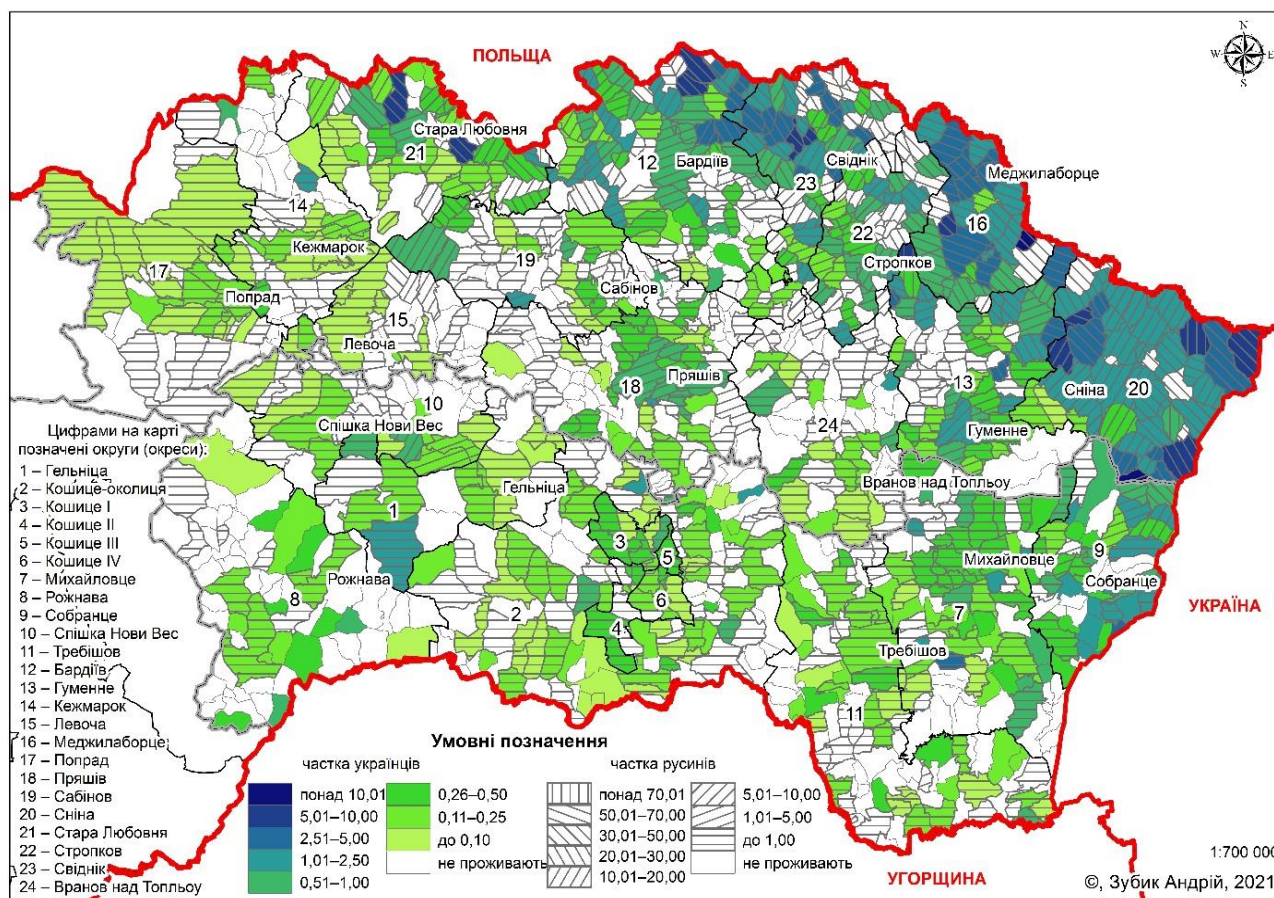 ПОЛЬЩА
N
W E
S
Стара Любовня
21
12
Бардіїв
Свіднік
23
Меджилаборце
14
22
16
Кежмарок
19
Стропков
17
Сабінов
Попрад
15
Левоча
18
Пряшів
13
Сніна
20
10
Спішка Нови Вес
24
Гуменне
Цифрами на карті
позначені округи (окреси):
1 – Гельніца
2 – Кошице-околиця
3 – Кошице I
4 – Кошице II
5 – Кошице III
6 – Кошице IV
7 – Михайловце
8 – Рожнава
9 – Собранце
10 – Спішка Нови Вес
11 – Требішов
12 – Бардіїв
13 – Гуменне
14 – Кежмарок
15 – Левоча
16 – Меджилаборце
17 – Попрад
18 – Пряшів
19 – Сабінов
20 – Сніна
21 – Стара Любовня
22 – Стропков
23 – Свіднік
24 – Вранов над Топльоу
Гельніца
Вранов над Топльоу
1
3
5
Михайловце
9
Рожнава
Собранце
8
2
6
7
УКРАЇНА
4
Требішов
11
Умовні позначення
частка українців
понад 10,01
5,01–10,00
2,51–5,00
1,01–2,50
0,51–1,00
0,26–0,50
0,11–0,25
до 0,10
не проживають
частка русинів
понад 70,01
50,01–70,00
30,01–50,00
20,01–30,00
10,01–20,00
5,01–10,00
1,01–5,00
до 1,00
не проживають
1:700 000
УГОРЩИНА
©, Зубик Андрій, 2021